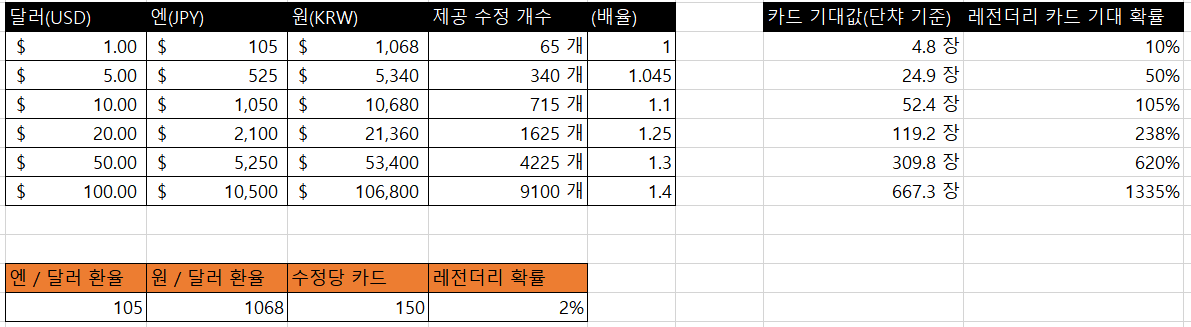 달러(USD) 엔(JPY) 원(KRW) 제공 수정 개수 (배율) 카드 기대값(단챠 기준) 레전더리 카드 기대 확률
$ 1.00 $ 105 $ 1,068 65 개 1 4.8 장 10%
$ 5.00 $ 525 $ 5,340 340 개 1.045 24.9 장 50%
$ 10.00 $ 1,050 $ 10,680 715 개 1.1 52.4 장 105%
$ 20.00 $ 2,100 $ 21,360 1625 개 1.25 119.2 장 238%
$ 50.00 $ 5,250 $ 53,400 4225 개 1.3 309.8 장 620%
$ 100.00 $ 10,500 $ 106,800 9100 개 1.4 667.3 장 1335%
엔 / 달러 환율 원 / 달러 환율 수정당 카드 레전더리 확률
105 1068 150 2%